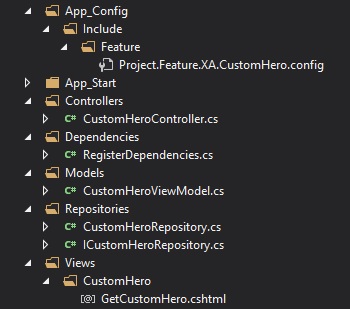 App_Config
Include
Feature
Project.Feature.XA.CustomHero.config
App_Start
Controllers
C# CustomHeroController.cs
Dependencies
C# RegisterDependencies.cs
Models
C# CustomHeroViewModel.cs
Repositories
C# CustomHeroRepository.cs
C# ICustomHeroRepository.cs
Views
CustomHero
[@] GetCustomHero.cshtml